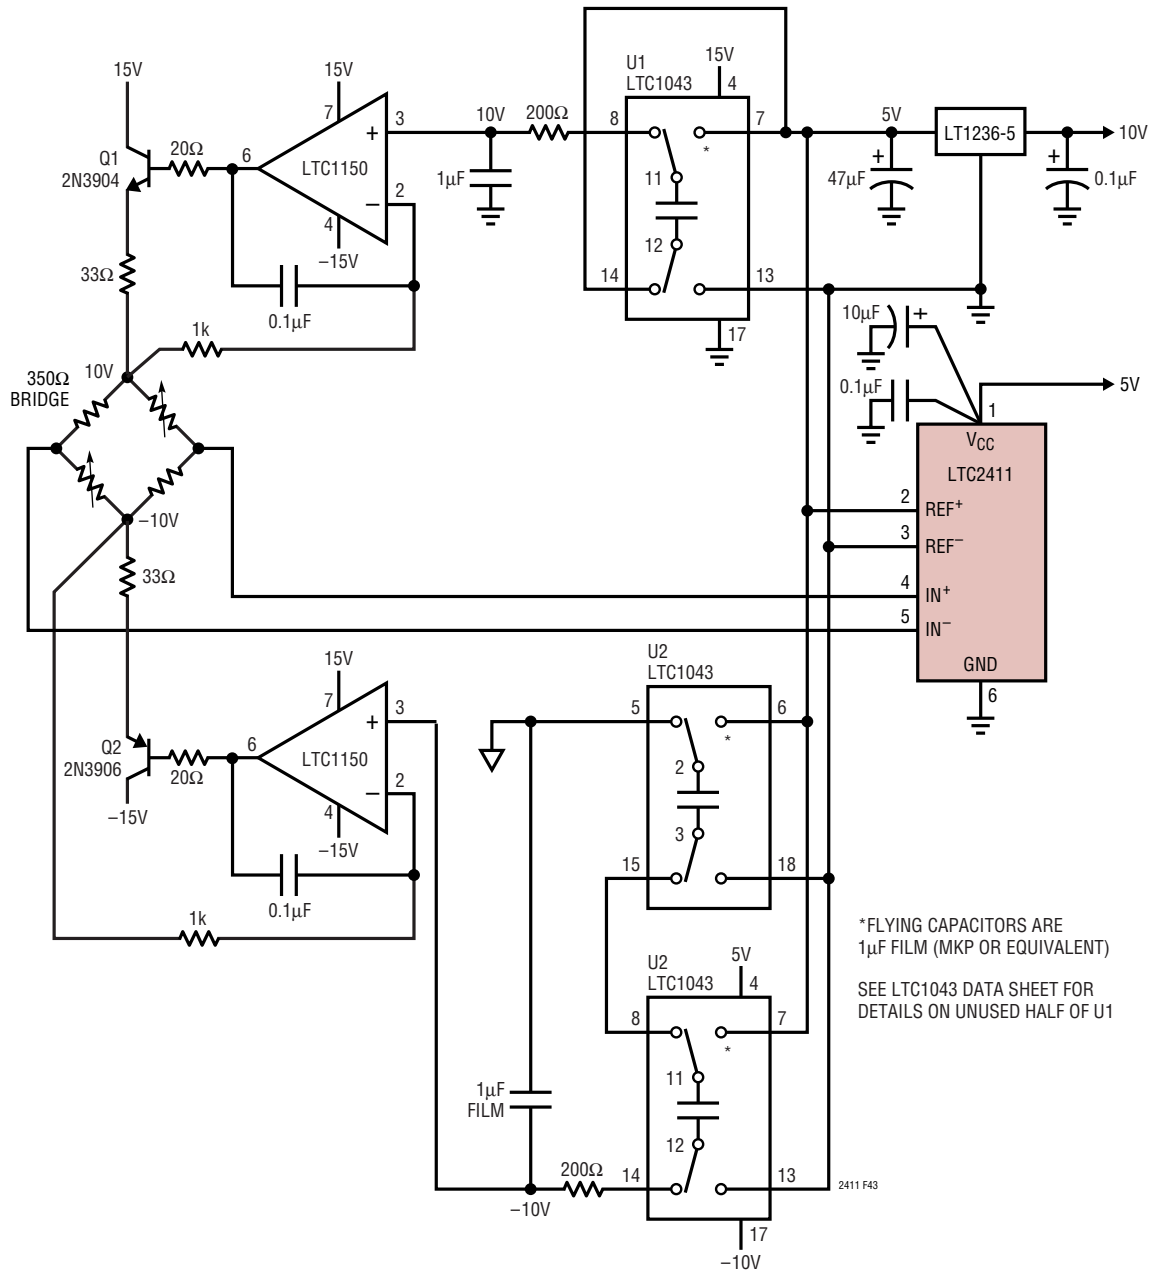 15V
Q1
2N3904
20Ω
6
15V
7
LTC1150
+
3
−
2
4
−15V
0.1µF
33Ω
1k
10V
1µF
200Ω
U1
LTC1043
15V
4
8
7
*
11
12
14
13
17
5V
LT1236-5
10V
+
47µF
+
0.1µF
10V
350Ω
BRIDGE
−10V
33Ω
10µF
+
0.1µF
5V
1
VCC
LTC2411
2
REF+
3
REF−
4
IN+
5
IN−
GND
6
Q2
2N3906
−15V
20Ω
6
15V
7
LTC1150
+
3
−
2
4
−15V
0.1µF
1k
U2
LTC1043
5
6
*
2
3
15
18
U2
LTC1043
5V
4
8
7
*
11
12
14
13
17
−10V
1µF
FILM
200Ω
−10V
*FLYING CAPACITORS ARE
1µF FILM (MKP OR EQUIVALENT)
SEE LTC1043 DATA SHEET FOR
DETAILS ON UNUSED HALF OF U1
2411 F43